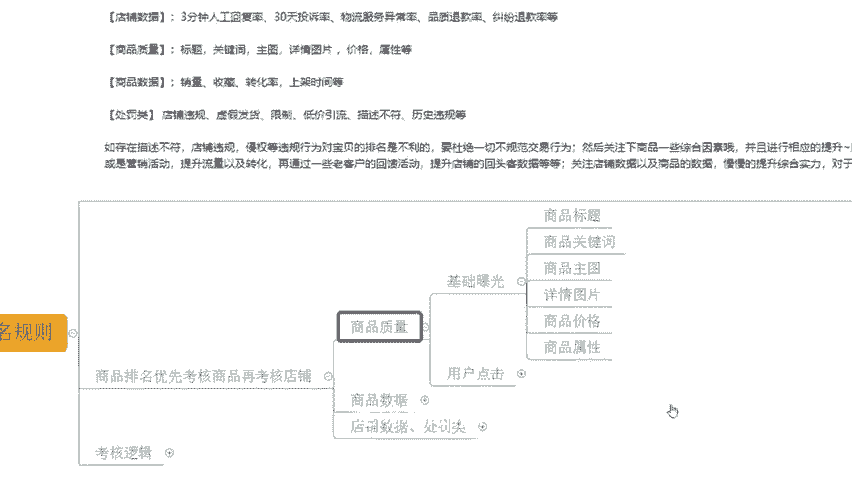 【店铺数据】：3分钟人工回复率、30天投诉率、物流服务异常率、品质退款率、纠纷退款率等
【商品质量】：标题，关键词，主图，详情图片，价格，属性等
【商品数据】：销量、收藏、转化率，上架时间等
【处罚类】 店铺违规、虚假发货、限制、低价引流、描述不符、历史违规等
如存在描述不符，店铺违规，侵权等违规行为对宝贝的排名是不利的，要杜绝一切不规范交易行为；然后关注下商品一些综合因素哦，并且进行相应的提升~
或是营销活动，提升流量以及转化，再通过一些老客户的回馈活动，提升店铺的回头客数据等等；关注店铺数据以及商品的数据，慢慢的提升综合实力，对于
商品标题
商品关键词
基础曝光
商品主图
详情图片
商品价格
商品属性
名规则
商品质量
用户点击
商品排名优先考核商品再考核店铺
商品数据
店铺数据、处罚类
考核逻辑